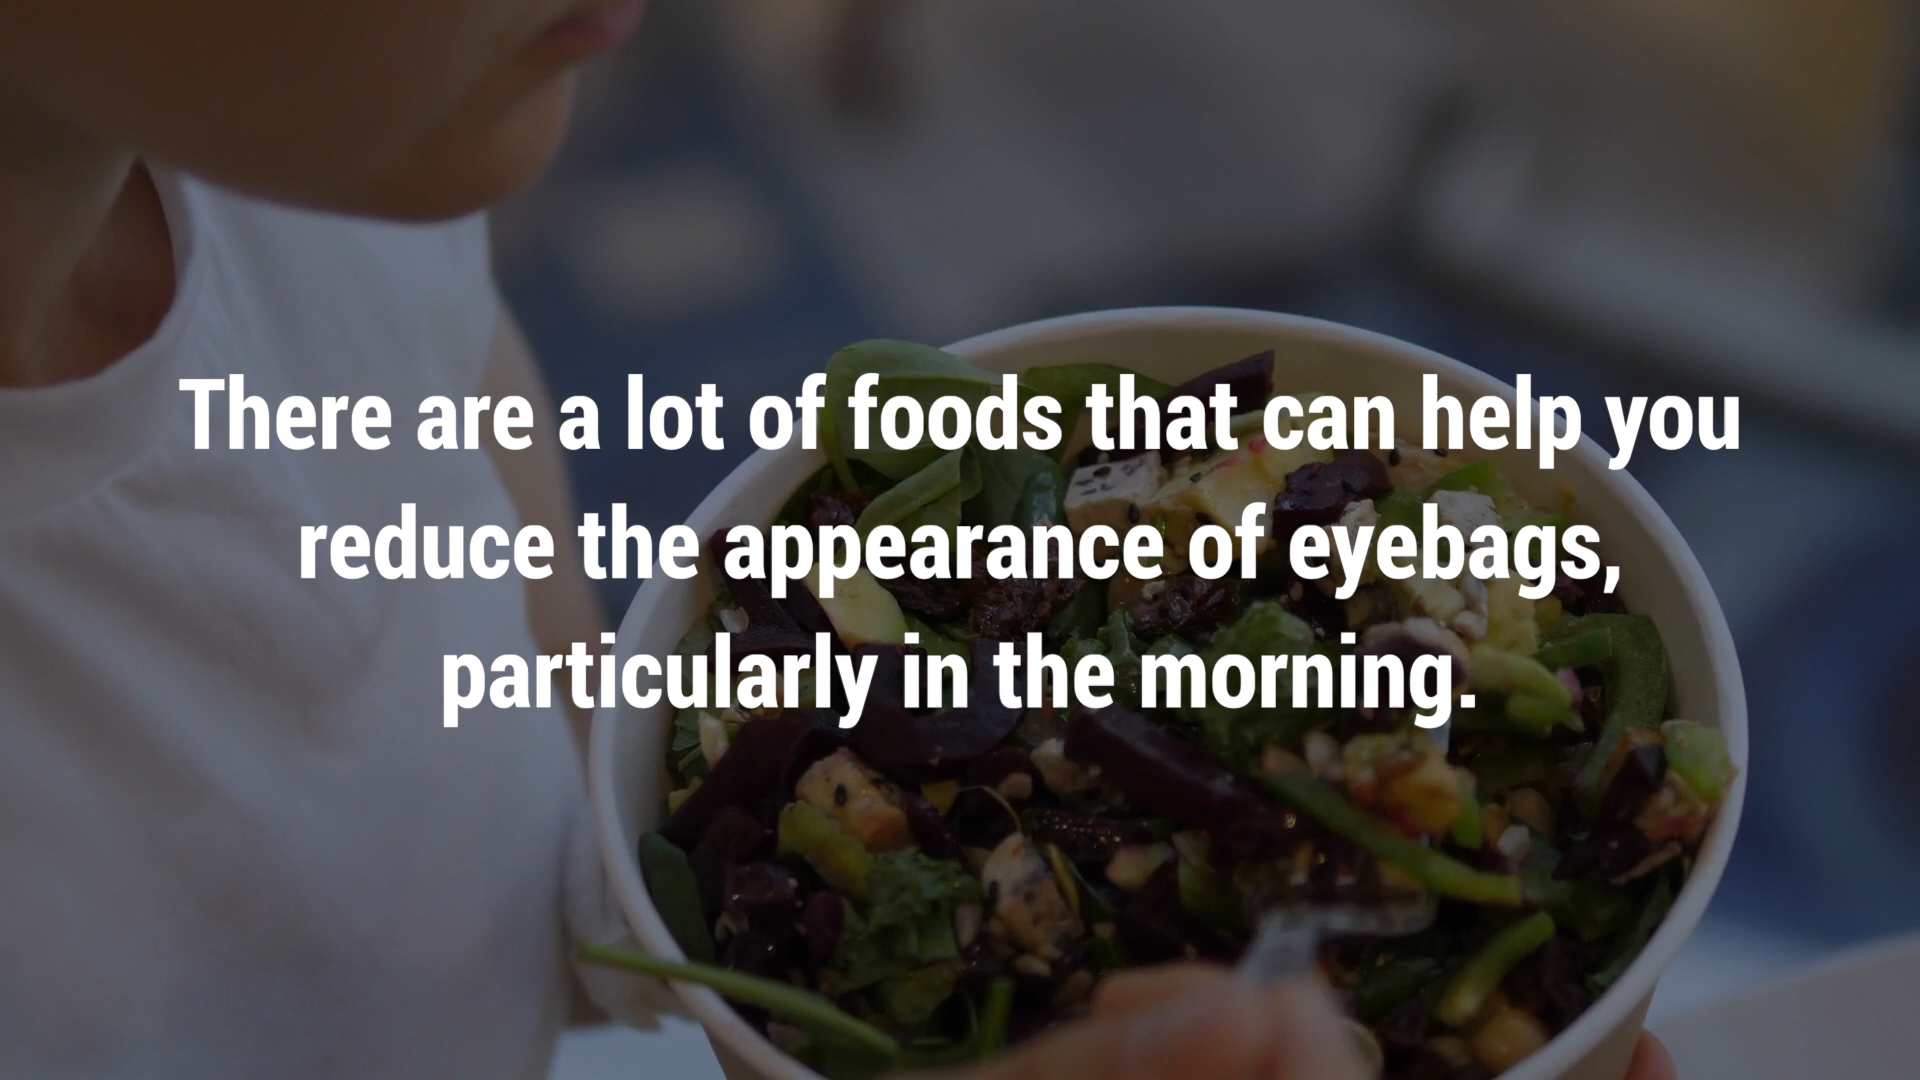 There are a lot of foods that can help you
reduce the appearance of eyebags,
particularly in the morning.